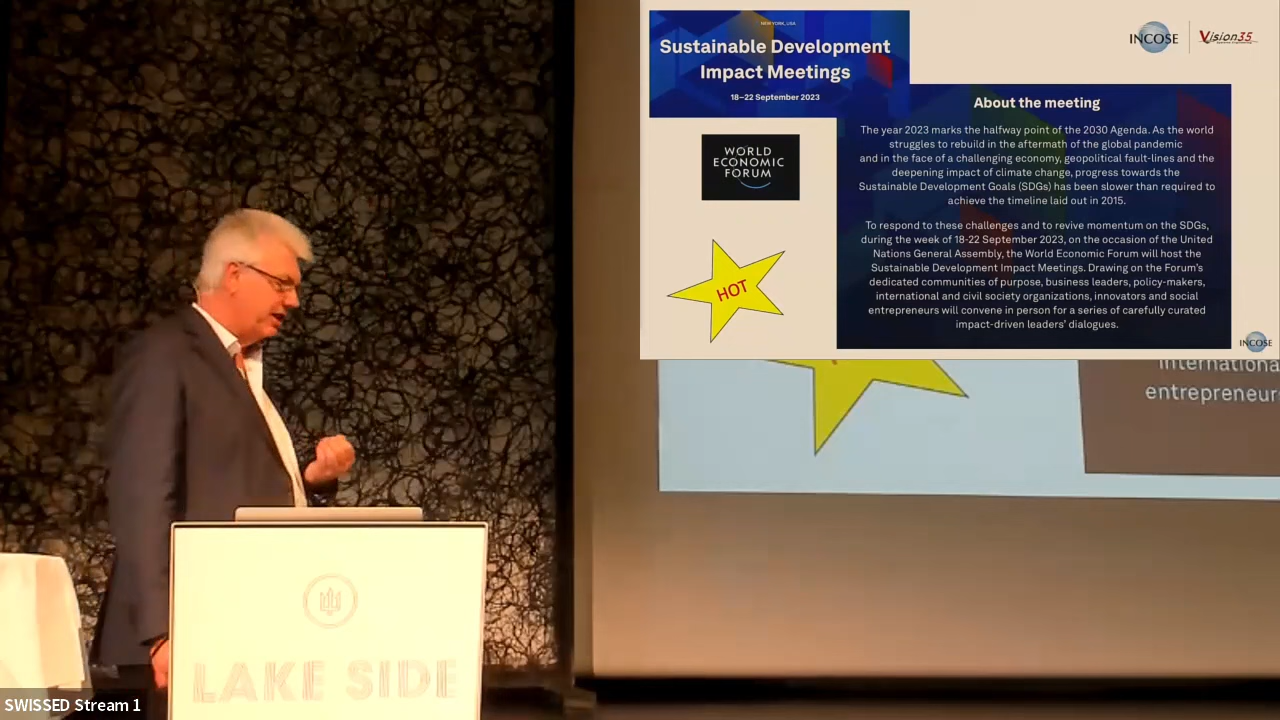 NEW YORK, USA
Sustainable Development
Impact Meetings
18–22 September 2023
INCOSE
Vision35
WORLD
ECONOMIC
FORUM
HOT
About the meeting
The year 2023 marks the halfway point of the 2030 Agenda. As the world
struggles to rebuild in the aftermath of the global pandemic
and in the face of a challenging economy, geopolitical fault-lines and the
deepening impact of climate change, progress towards the
Sustainable Development Goals (SDGs) has been slower than required to
achieve the timeline laid out in 2015.
To respond to these challenges and to revive momentum on the SDGs,
during the week of 18-22 September 2023, on the occasion of the United
Nations General Assembly, the World Economic Forum will host the
Sustainable Development Impact Meetings. Drawing on the Forum's
dedicated communities of purpose, business leaders, policy-makers,
international and civil society organizations, innovators and social
entrepreneurs will convene in person for a series of carefully curated
impact-driven leaders' dialogues.
INCOSE
internationa
entrepreneur
LAKE SIDE
SWISSED Stream 1